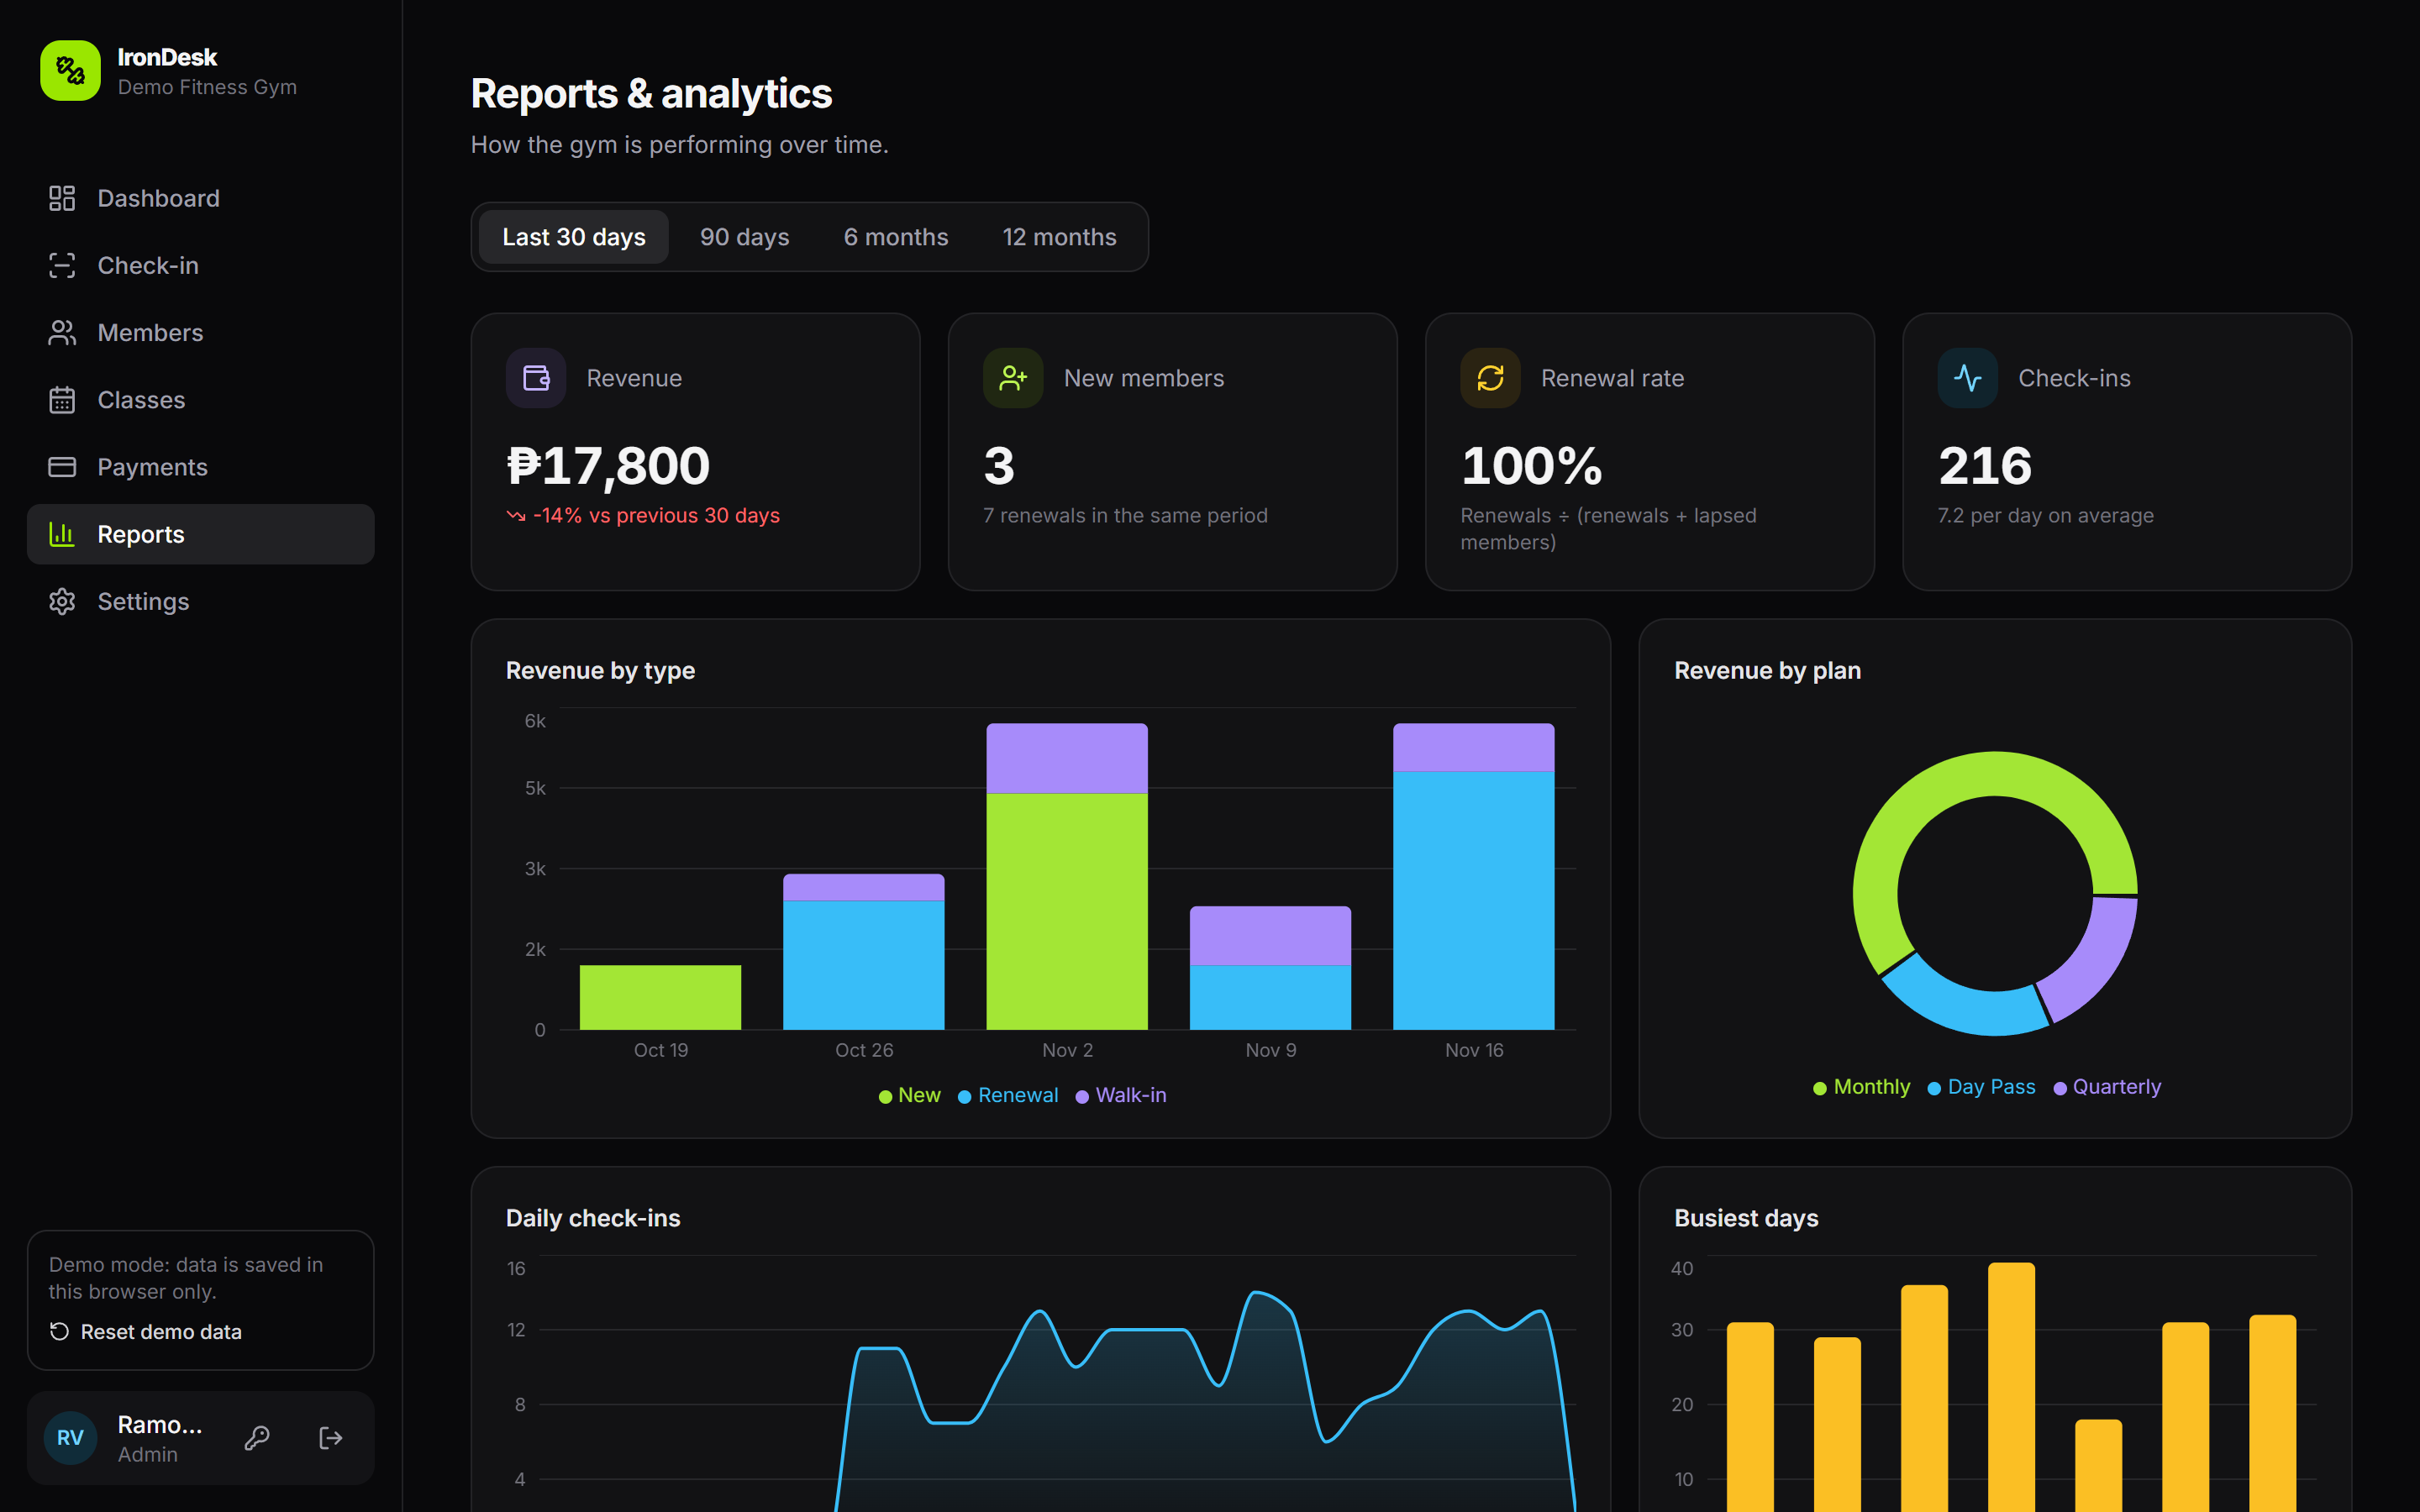 IronDesk
Demo Fitness Gym
Dashboard
Check-in
Members
Classes
Payments
Reports
Settings
Demo mode: data is saved in
this browser only.
Reset demo data
RV
Ramo...
Admin
Reports & analytics
How the gym is performing over time.
Last 30 days
90 days
6 months
12 months
Revenue
₱17,800
-14% vs previous 30 days
New members
3
7 renewals in the same period
Renewal rate
100%
Renewals ÷ (renewals + lapsed
members)
Check-ins
216
7.2 per day on average
Revenue by type
6k
5k
3k
2k
0
Oct 19
Oct 26
Nov 2
Nov 9
Nov 16
New
Renewal
Walk-in
Revenue by plan
Monthly
Day Pass
Quarterly
Daily check-ins
16
12
8
4
Busiest days
40
30
20
10